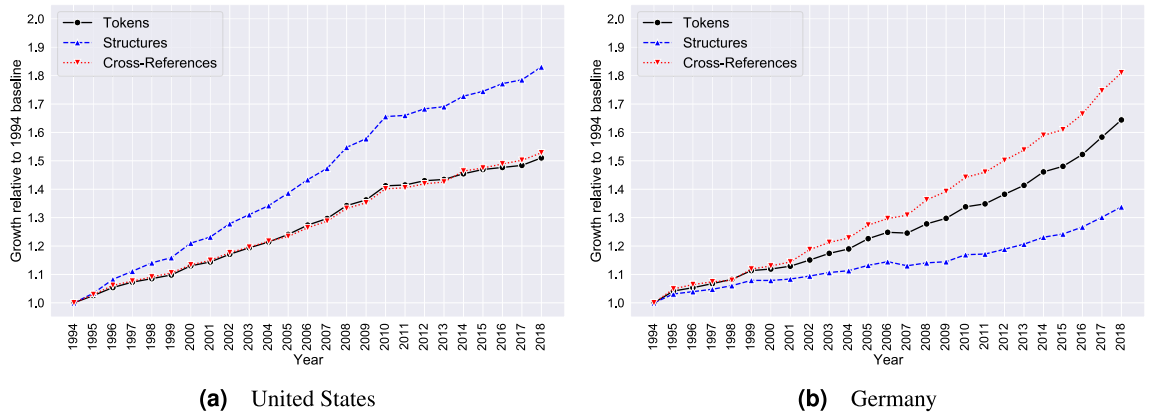 2.0
1.9
1.8
1.7
1.6
1.5
1.4
1.3
1.2
1.1
1.0
Growth relative to 1994 baseline
Tokens
Structures
Cross-References
1994 1995 1996 1997 1998 1999 2000 2001 2002 2003 2004 2005 2006 2007 2008 2009 2010 2011 2012 2013 2014 2015 2016 2017 2018
Year
(a) United States
2.0
1.9
1.8
1.7
1.6
1.5
1.4
1.3
1.2
1.1
1.0
Growth relative to 1994 baseline
Tokens
Structures
Cross-References
1994 1995 1996 1997 1998 1999 2000 2001 2002 2003 2004 2005 2006 2007 2008 2009 2010 2011 2012 2013 2014 2015 2016 2017 2018
Year
(b) Germany